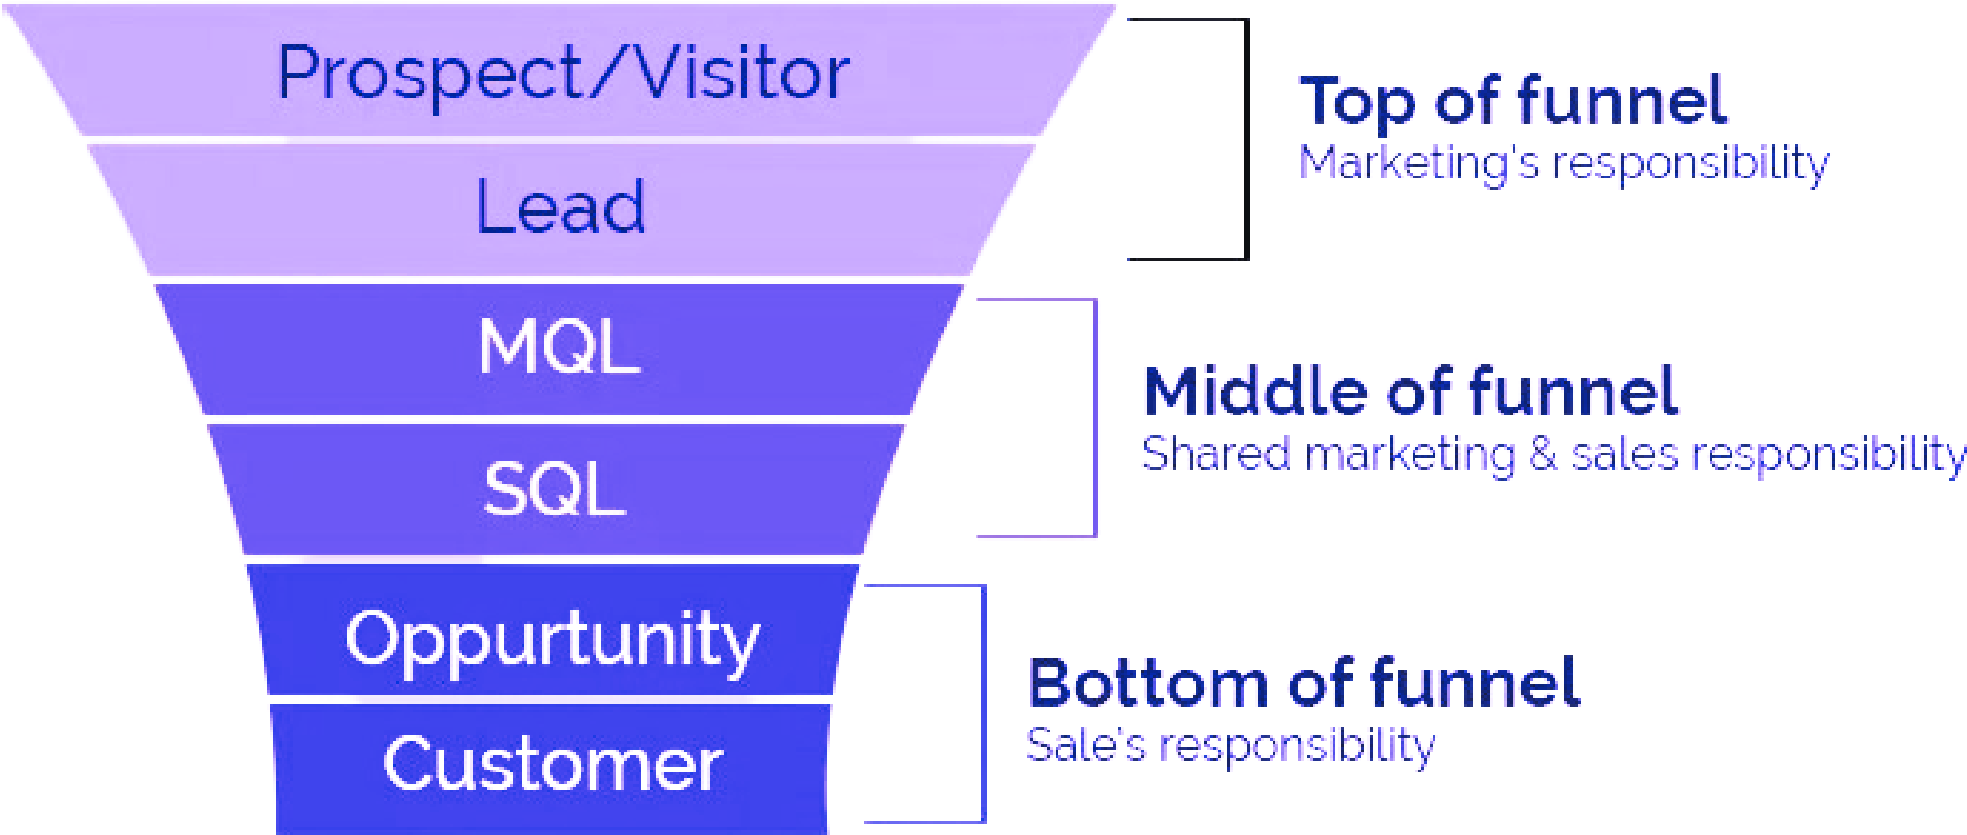 Prospect/Visitor
Lead
Top of funnel
Marketing's responsibility
MQL
SQL
Middle of funnel
Shared marketing & sales responsibility
Oppurtunity
Customer
Bottom of funnel
Sale's responsibility